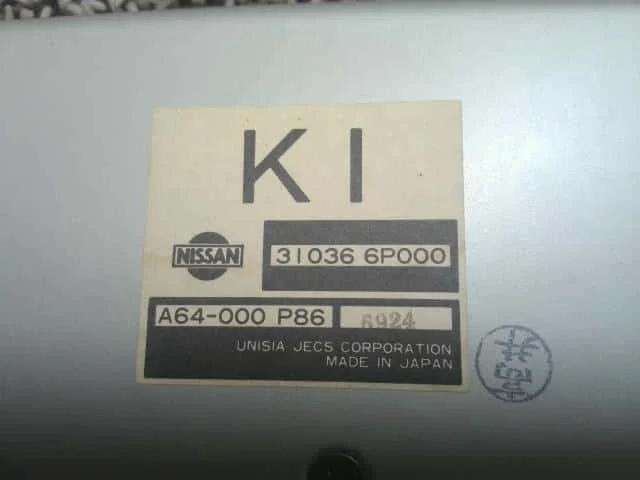 KI
NISSAN
31036 6P000
A64-000 P86
6924
UNISIA JECS CORPORATION
MADE IN JAPAN